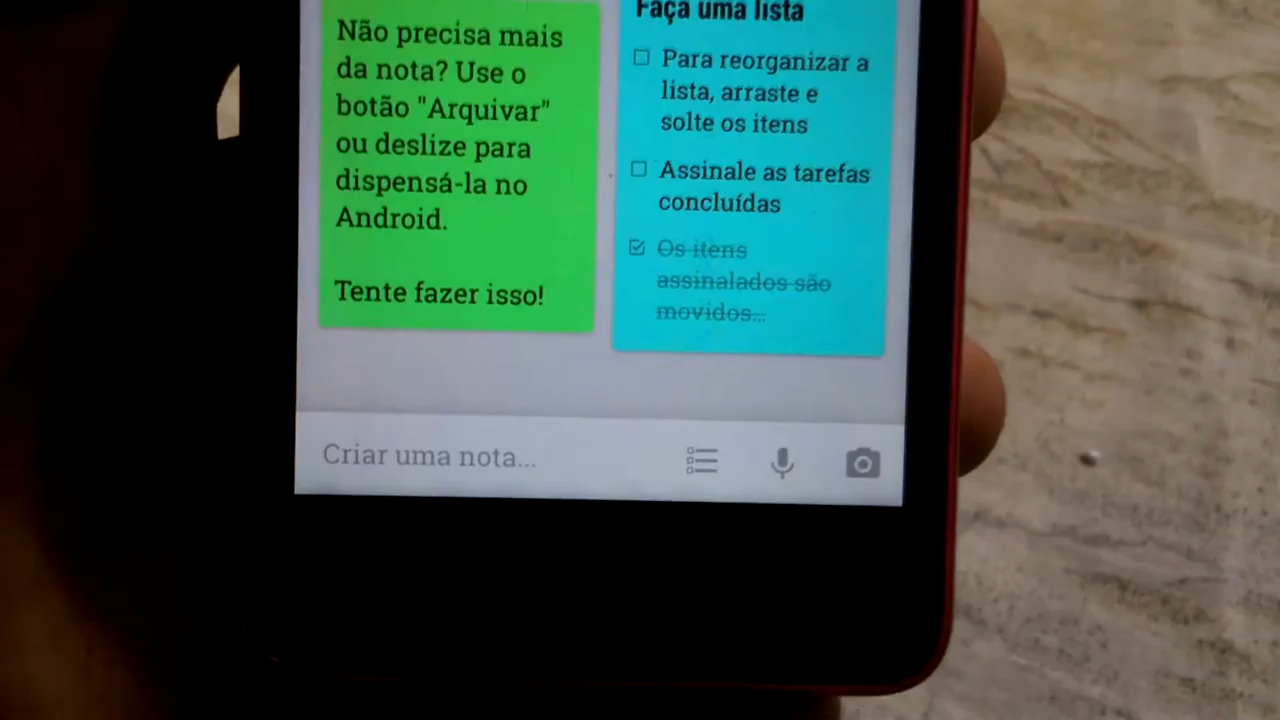 Não precisa mais
da nota? Use o
botão "Arquivar"
ou deslize para
dispensá-la no
Android.
Tente fazer isso!
Faça uma lista
Para reorganizar a
lista, arraste e
solte os itens
Assinale as tarefas
concluídas
Os itens
assinalados são
movidos...
Criar uma nota...